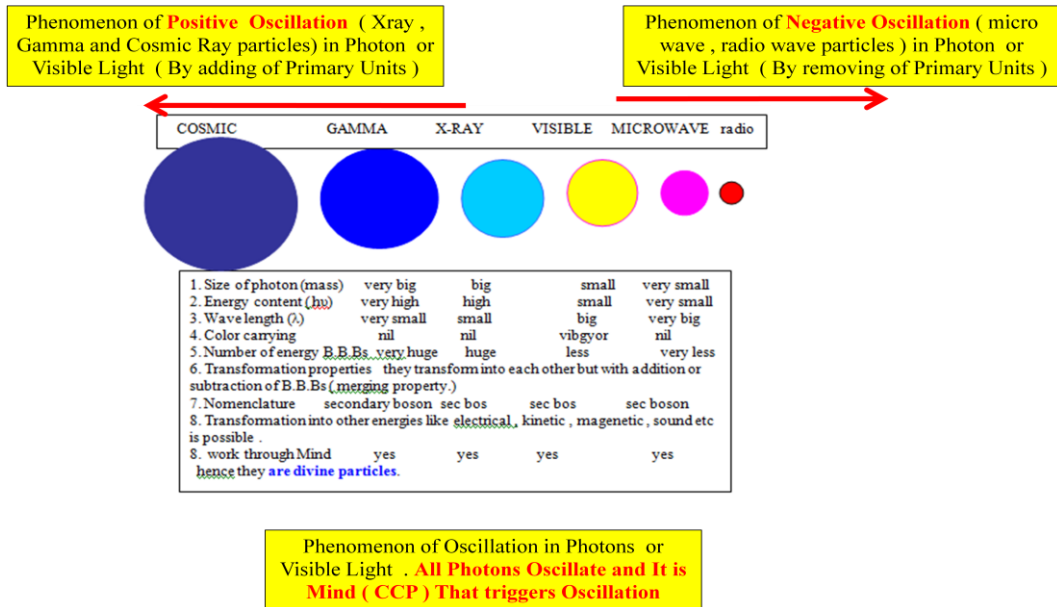 Phenomenon of Positive Oscillation ( Xray ,
Gamma and Cosmic Ray particles) in Photon or
Visible Light ( By adding of Primary Units )
Phenomenon of Negative Oscillation ( micro
wave , radio wave particles ) in Photon or
Visible Light ( By removing of Primary Units )
COSMIC GAMMA X-RAY VISIBLE MICROWAVE radio
1. Size of photon (mass) very big big small very small
2. Energy content (hυ) very high high small very small
3. Wave length (λ) very small small big very big
4. Color carrying nil nil vibgyor nil
5. Number of energy B.B.Bs very huge huge less very less
6. Transformation properties they transform into each other but with addition or
subtraction of B.B.Bs ( merging property.)
7. Nomenclature secondary boson sec bos sec bos sec boson
8. Transformation into other energies like electrical , kinetic , magenetic , sound etc
is possible .
8. work through Mind yes yes yes yes
hence they are divine particles.
Phenomenon of Oscillation in Photons or
Visible Light . All Photons Oscillate and It is
Mind ( CCP ) That triggers Oscillation